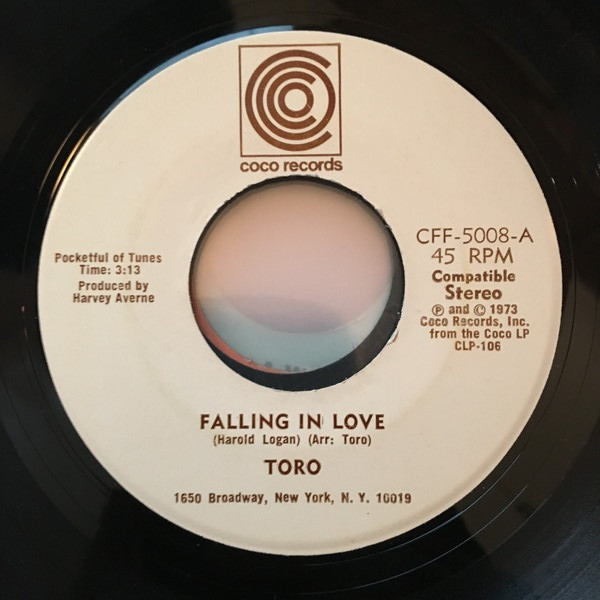 coco records
Pocketful of Tunes
Time: 3:13
Produced by
Harvey Averne
CFF-5008-A
45 RPM
Compatible
Stereo
℗ and © 1973
Coco Records, Inc.
from the Coco LP
CLP-106
FALLING IN LOVE
(Harold Logan) (Arr: Toro)
TORO
1650 Broadway, New York, N. Y. 10019